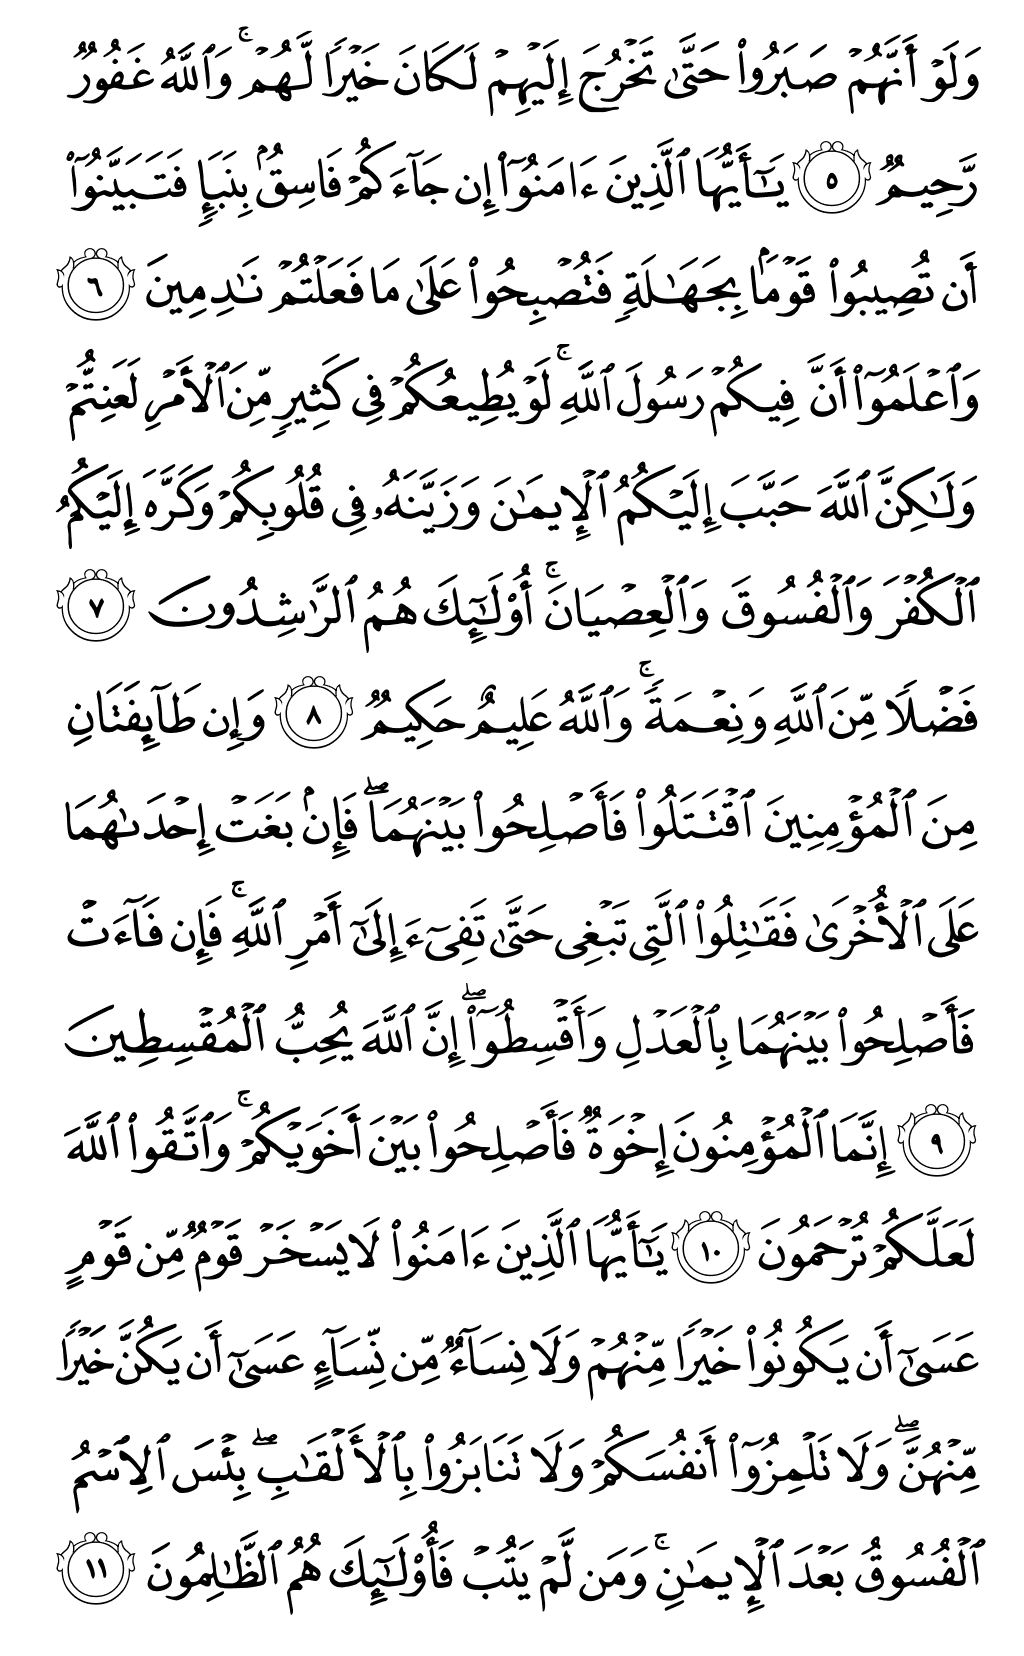 وَلَوْ أَنَّهُمْ صَبَرُوا۟ حَتَّىٰ تَخْرُجَ إِلَيْهِمْ لَكَانَ خَيْرًا لَّهُمْ ۚ وَٱللَّهُ غَفُورٌ
رَّحِيمٌ ٥ يَـٰٓأَيُّهَا ٱلَّذِينَ ءَامَنُوٓا۟ إِن جَآءَكُمْ فَاسِقٌۢ بِنَبَإٍ فَتَبَيَّنُوٓا۟
أَن تُصِيبُوا۟ قَوْمًۢا بِجَهَـٰلَةٍ فَتُصْبِحُوا۟ عَلَىٰ مَا فَعَلْتُمْ نَـٰدِمِينَ ٦
وَٱعْلَمُوٓا۟ أَنَّ فِيكُمْ رَسُولَ ٱللَّهِ ۚ لَوْ يُطِيعُكُمْ فِى كَثِيرٍ مِّنَ ٱلْأَمْرِ لَعَنِتُّمْ
وَلَـٰكِنَّ ٱللَّهَ حَبَّبَ إِلَيْكُمُ ٱلْإِيمَـٰنَ وَزَيَّنَهُۥ فِى قُلُوبِكُمْ وَكَرَّهَ إِلَيْكُمُ
ٱلْكُفْرَ وَٱلْفُسُوقَ وَٱلْعِصْيَانَ ۚ أُو۟لَـٰٓئِكَ هُمُ ٱلرَّٰشِدُونَ ٧
فَضْلًا مِّنَ ٱللَّهِ وَنِعْمَةً ۚ وَٱللَّهُ عَلِيمٌ حَكِيمٌ ٨ وَإِن طَآئِفَتَانِ
مِنَ ٱلْمُؤْمِنِينَ ٱقْتَتَلُوا۟ فَأَصْلِحُوا۟ بَيْنَهُمَا ۖ فَإِنۢ بَغَتْ إِحْدَىٰهُمَا
عَلَى ٱلْأُخْرَىٰ فَقَـٰتِلُوا۟ ٱلَّتِى تَبْغِى حَتَّىٰ تَفِىٓءَ إِلَىٰٓ أَمْرِ ٱللَّهِ ۚ فَإِن فَآءَتْ
فَأَصْلِحُوا۟ بَيْنَهُمَا بِٱلْعَدْلِ وَأَقْسِطُوٓا۟ ۖ إِنَّ ٱللَّهَ يُحِبُّ ٱلْمُقْسِطِينَ
٩ إِنَّمَا ٱلْمُؤْمِنُونَ إِخْوَةٌ فَأَصْلِحُوا۟ بَيْنَ أَخَوَيْكُمْ ۚ وَٱتَّقُوا۟ ٱللَّهَ
لَعَلَّكُمْ تُرْحَمُونَ ١٠ يَـٰٓأَيُّهَا ٱلَّذِينَ ءَامَنُوا۟ لَا يَسْخَرْ قَوْمٌ مِّن قَوْمٍ
عَسَىٰٓ أَن يَكُونُوا۟ خَيْرًا مِّنْهُمْ وَلَا نِسَآءٌ مِّن نِّسَآءٍ عَسَىٰٓ أَن يَكُنَّ خَيْرًا
مِّنْهُنَّ ۖ وَلَا تَلْمِزُوٓا۟ أَنفُسَكُمْ وَلَا تَنَابَزُوا۟ بِٱلْأَلْقَـٰبِ ۖ بِئْسَ ٱلِٱسْمُ
ٱلْفُسُوقُ بَعْدَ ٱلْإِيمَـٰنِ ۚ وَمَن لَّمْ يَتُبْ فَأُو۟لَـٰٓئِكَ هُمُ ٱلظَّـٰلِمُونَ ١١